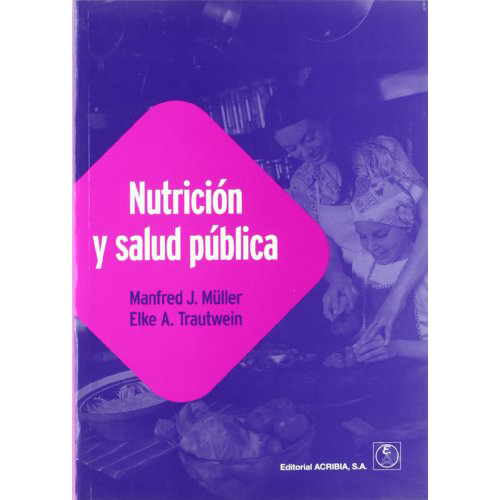 Nutrición
y salud pública
Manfred J. Müller
Elke A. Trautwein
Editorial ACRIBIA, S.A.